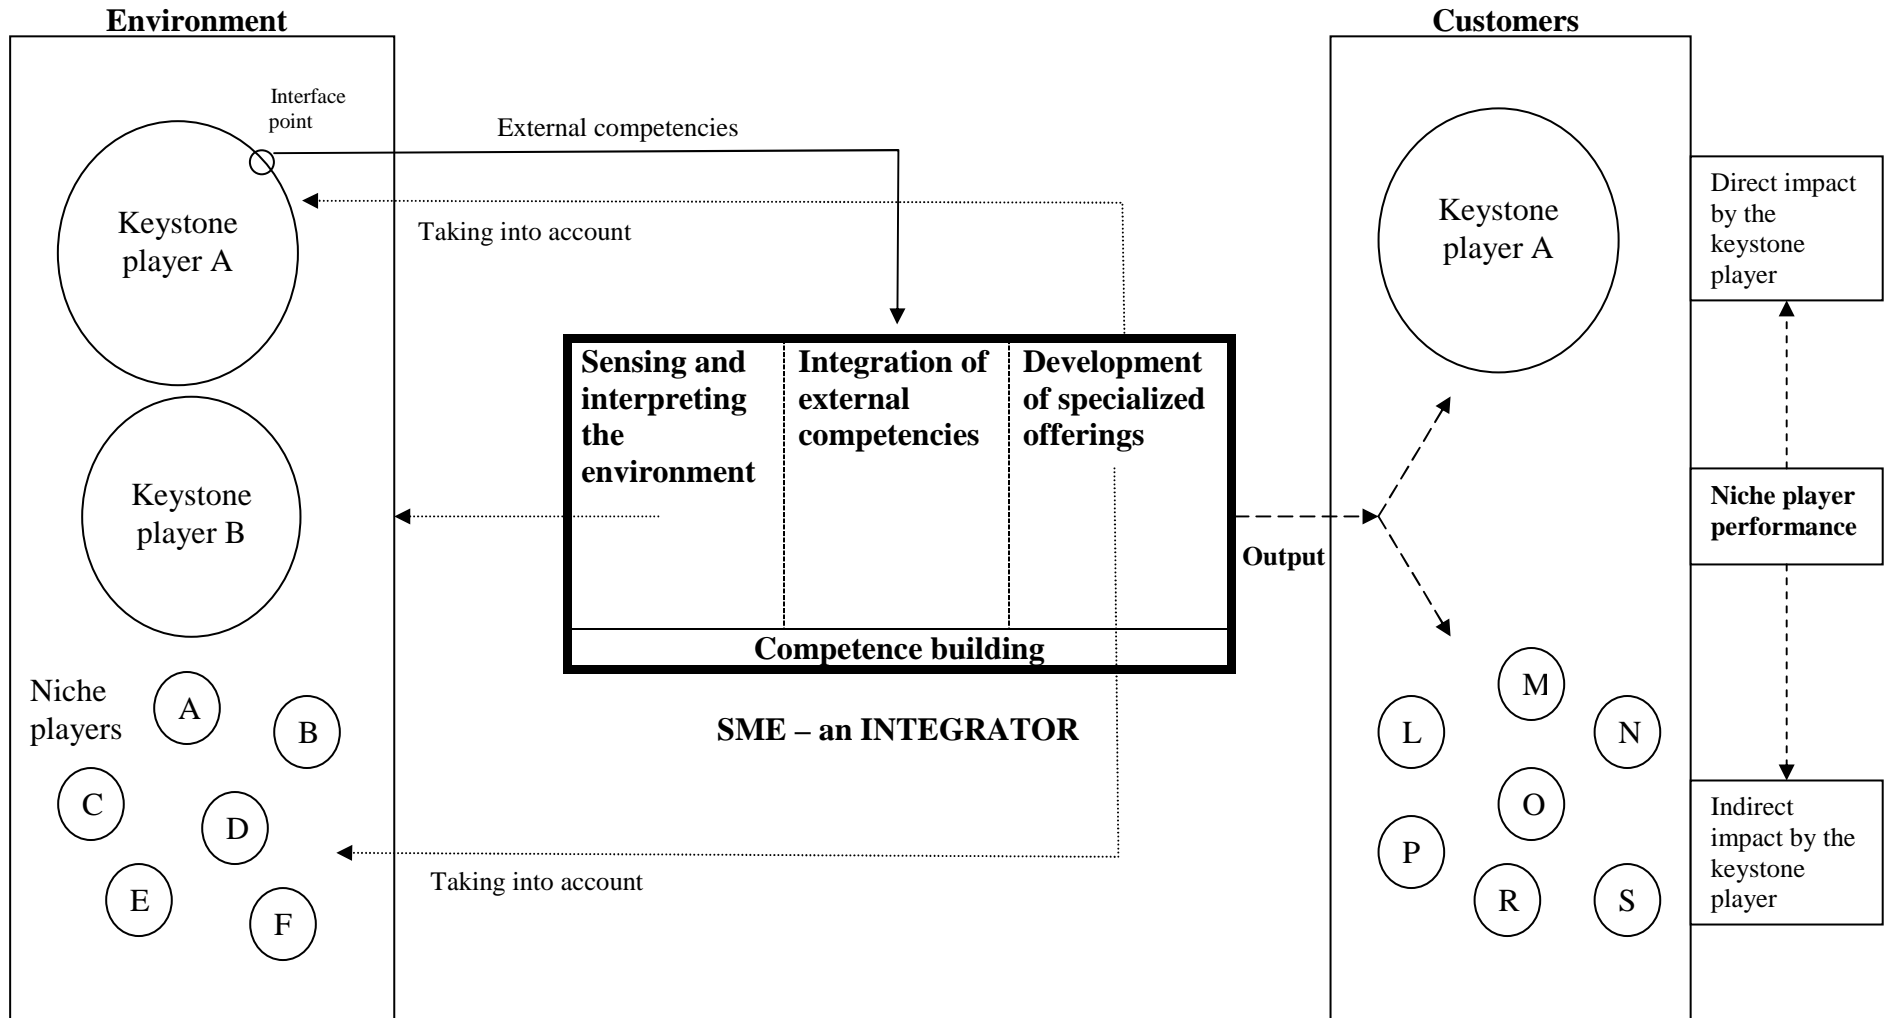 Environment
Customers
Interface
point
External competencies
Keystone
player A
Taking into account
Keystone
player A
Direct impact
by the
keystone
player
Sensing and
interpreting
the
environment
Integration of
external
competencies
Development
of specialized
offerings
Keystone
player B
Output
Niche player
performance
Competence building
SME – an INTEGRATOR
Niche
players
A
B
C
D
E
F
Taking into account
M
L
N
O
P
R
S
Indirect
impact by the
keystone
player